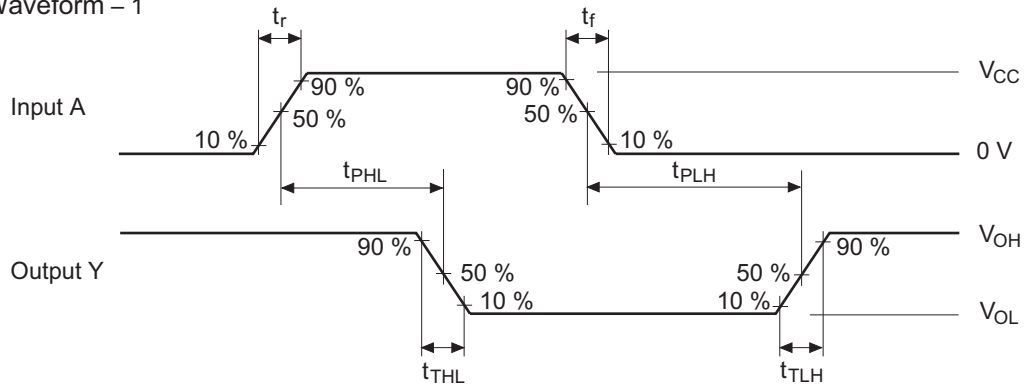 Waveform – 1
tr
tf
VCC
90 %
90 %
Input A
50 %
50 %
10 %
10 %
0 V
tPHL
tPLH
VOH
90 %
90 %
Output Y
50 %
50 %
10 %
10 %
VOL
tTHL
tTLH